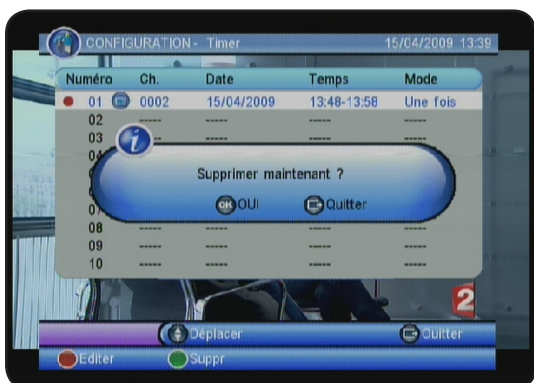 CONFIGURATION - Timer 15/04/2009 13:39
Numéro Ch. Date Temps Mode
01 0002 15/04/2009 13:48-13:58 Une fois
02 ----- ----- ----- -----
03 -- ----- ----- -----
04
Supprimer maintenant ?
OK OUI Quitter
07
08 ----- ----- ----- -----
09 ----- ----- ----- -----
10 ----- ----- ----- -----
2
Déplacer Quitter
Editer Suppr